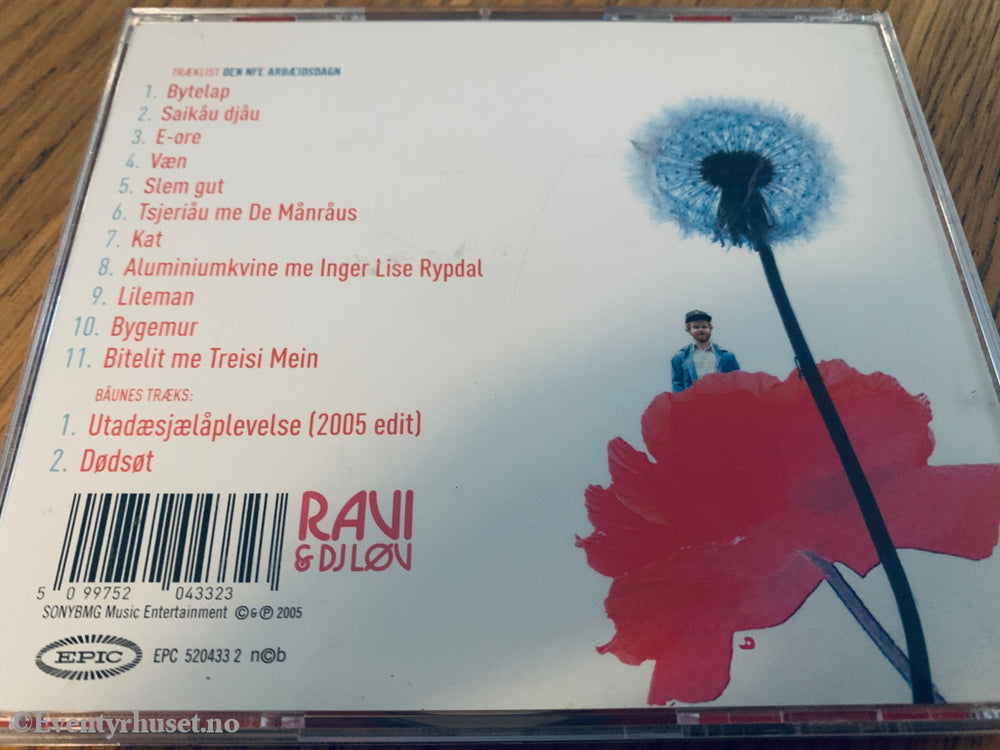 TRÆKLIST DEN NYE ARBÆIDSDAGN
1. Bytelap
2. Saikåu djåu
3. E-ore
4. Væn
5. Slem gut
6. Tsjeriåu me De Månråus
7. Kat
8. Aluminiumkvine me Inger Lise Rypdal
9. Lileman
10. Bygemur
11. Bitelit me Treisi Mein
BÅUNES TRÆKS:
1. Utadæsjælåplevelse (2005 edit)
2. Dødsøt
RAVI
& DJ LØV
5 099752 043323
SONYBMG Music Entertainment ©&℗ 2005
EPIC EPC 520433 2 n©b
©Eventyrhuset.no